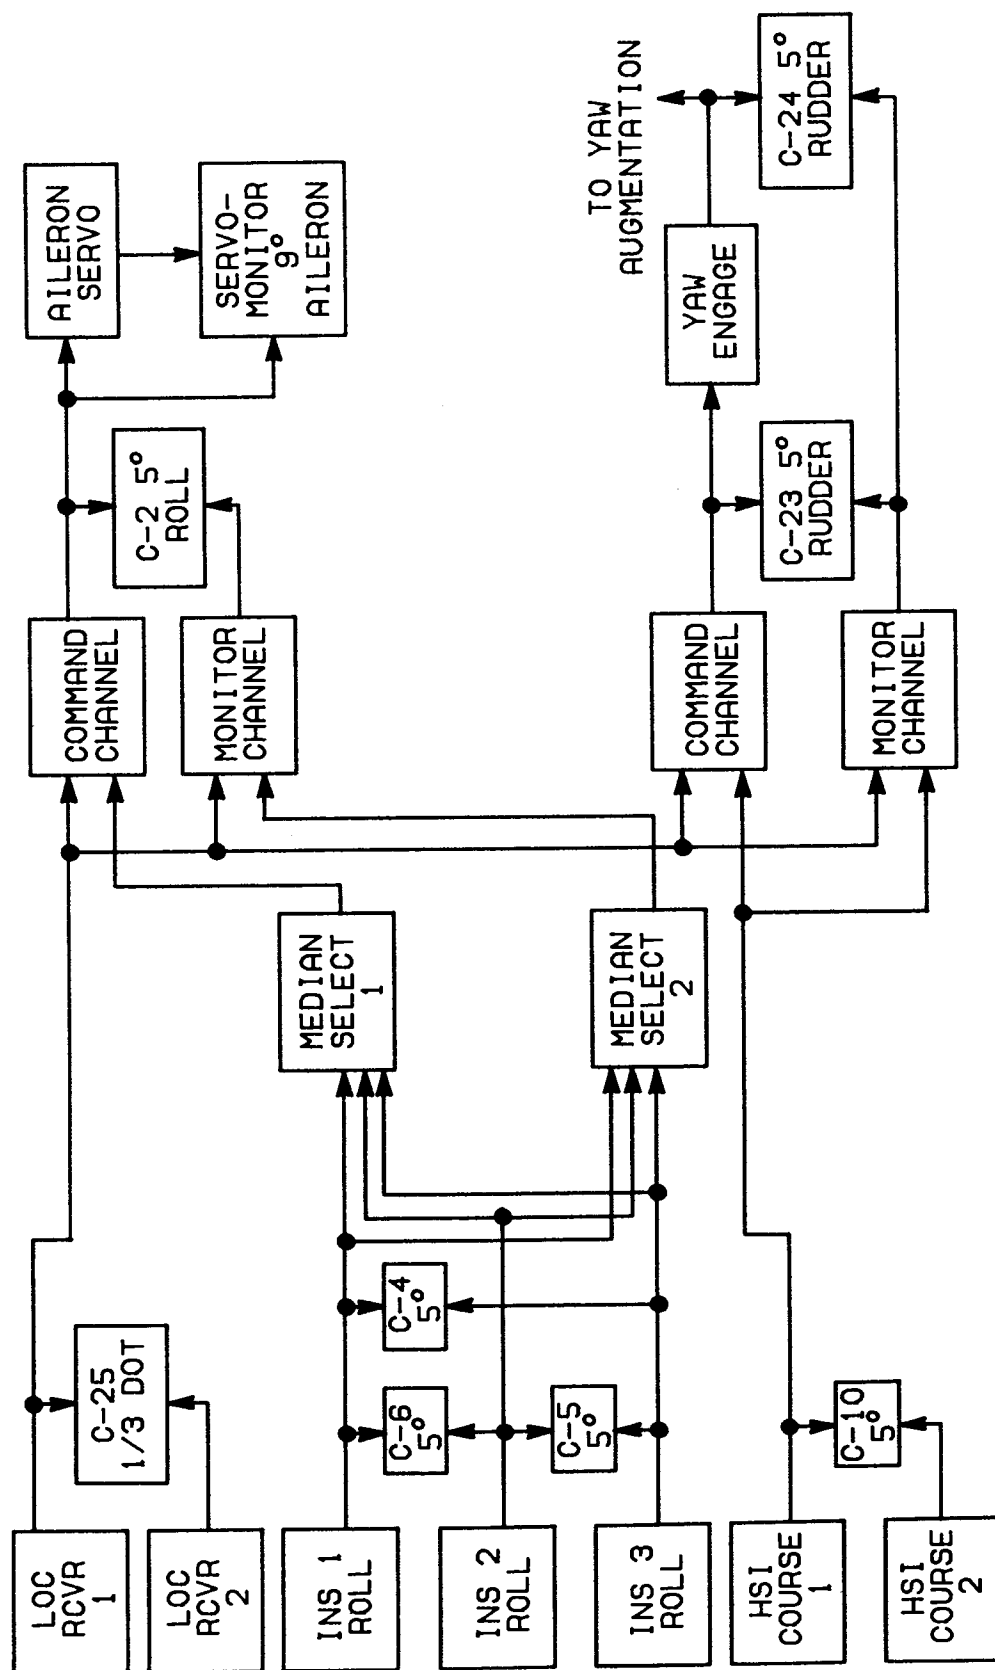 LOC
RCVR
1
LOC
RCVR
2
INS 1
ROLL
INS 2
ROLL
INS 3
ROLL
HSI
COURSE
1
HSI
COURSE
2
C-25
1/3 DOT
C-6
5°
C-5
5°
C-4
5°
C-10
5°
MEDIAN
SELECT
1
MEDIAN
SELECT
2
COMMAND
CHANNEL
MONITOR
CHANNEL
COMMAND
CHANNEL
MONITOR
CHANNEL
C-2 5°
ROLL
C-23 5°
RUDDER
AILERON
SERVO
SERVO-
MONITOR
9°
AILERON
YAW
ENGAGE
TO YAW
AUGMENTATION
C-24 5°
RUDDER